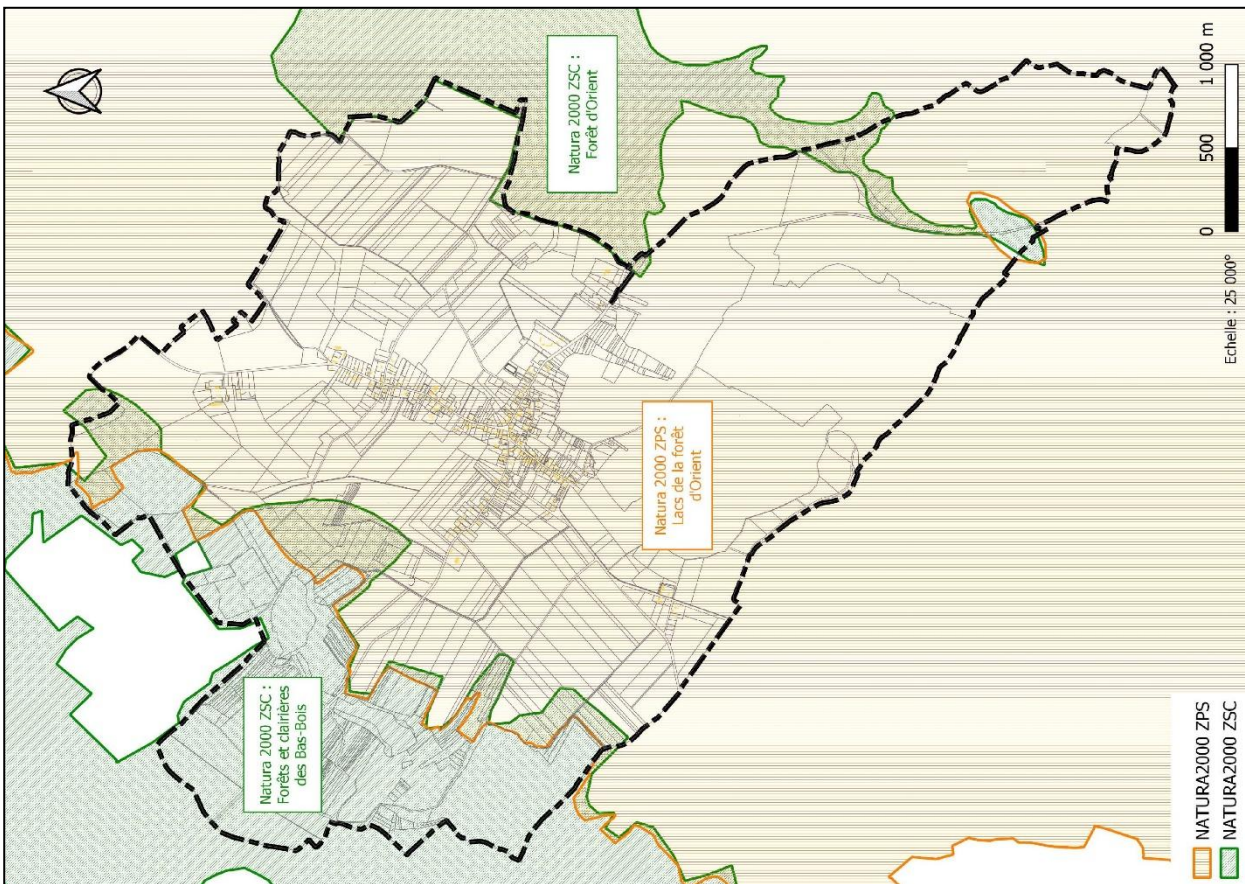 Natura 2000 ZSC :
Forêts et clairières
des Bas-Bois
Natura 2000 ZPS :
Lacs de la forêt
d'Orient
Natura 2000 ZSC :
Forêt d'Orient
NATURA2000 ZPS
NATURA2000 ZSC
Echelle : 25 000°
0 500 1 000 m